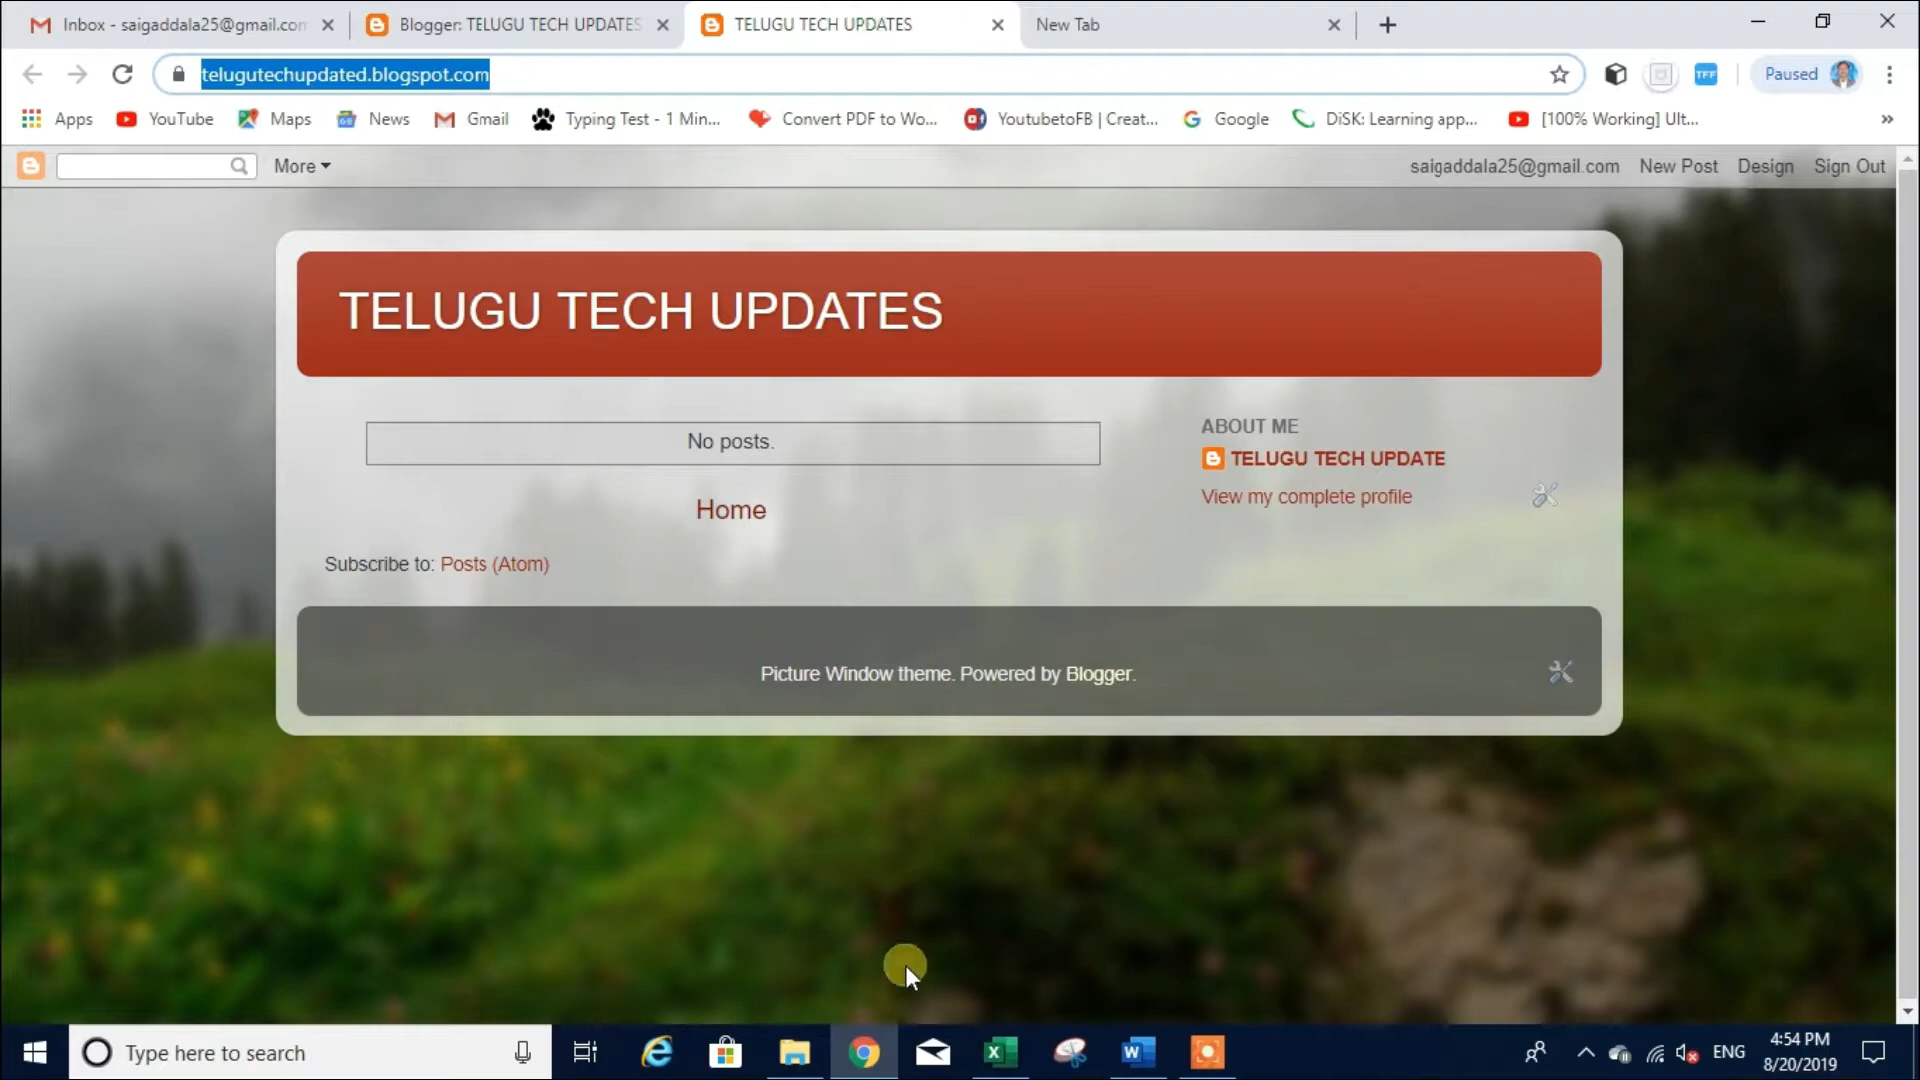 Inbox - saigaddala25@gmail.com
Blogger: TELUGU TECH UPDATES
TELUGU TECH UPDATES
New Tab
telugutechupdated.blogspot.com
TFF
Paused
Apps
YouTube
Maps
News
Gmail
Typing Test - 1 Min...
Convert PDF to Wo...
YoutubetoFB | Creat...
Google
DiSK: Learning app...
[100% Working] Ult...
More
saigaddala25@gmail.com
New Post
Design
Sign Out
TELUGU TECH UPDATES
No posts.
Home
Subscribe to: Posts (Atom)
ABOUT ME
TELUGU TECH UPDATE
View my complete profile
Picture Window theme. Powered by Blogger.
Type here to search
ENG
4:54 PM
8/20/2019